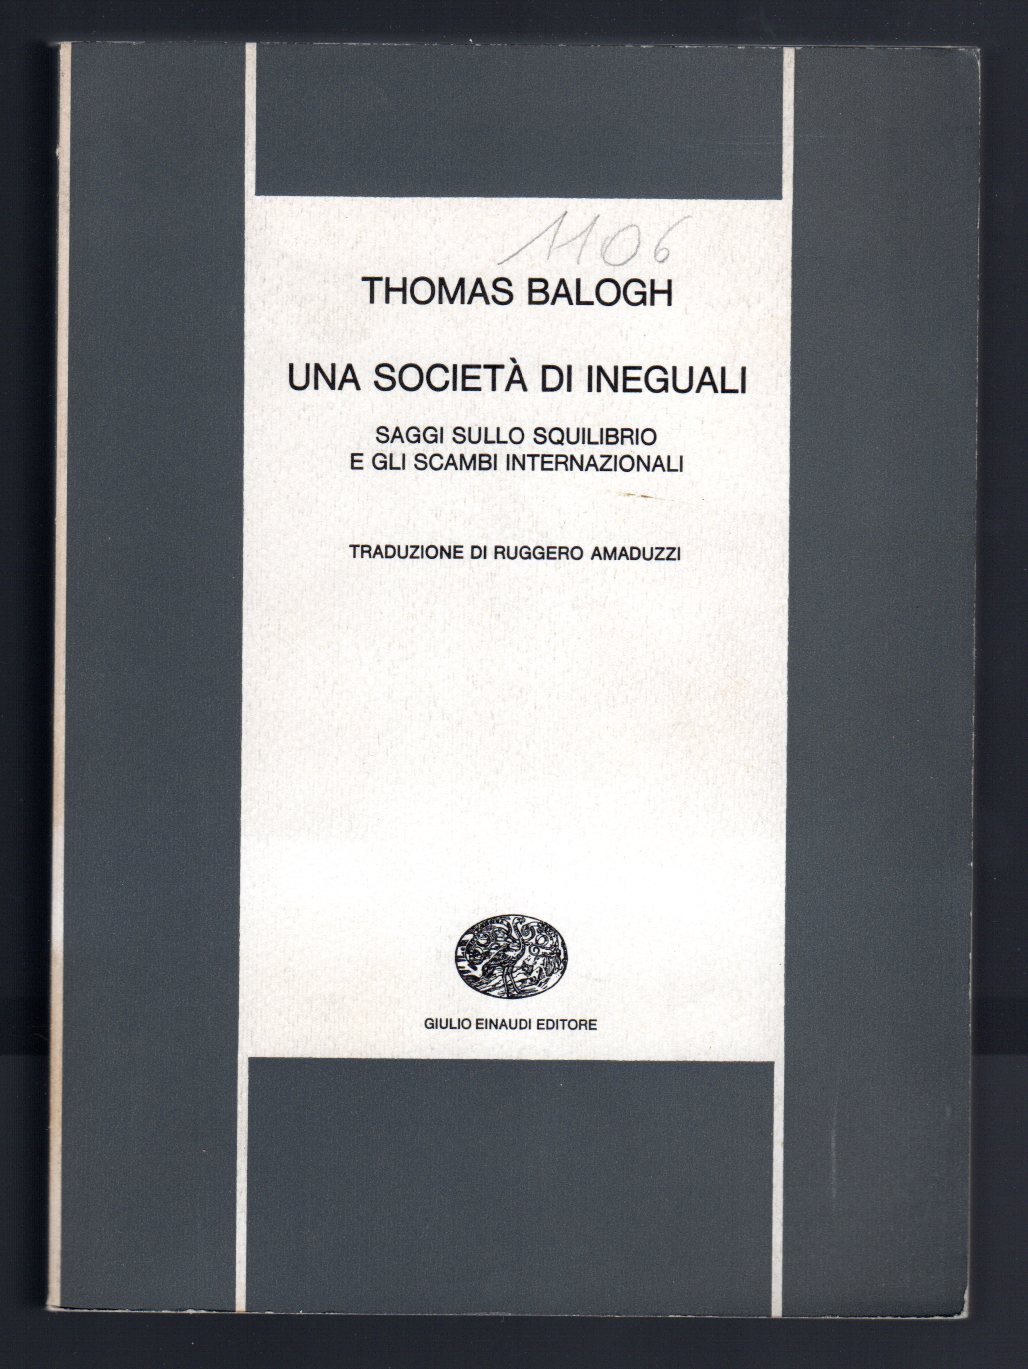 1106
THOMAS BALOGH
UNA SOCIETÀ DI INEGUALI
SAGGI SULLO SQUILIBRIO
E GLI SCAMBI INTERNAZIONALI
TRADUZIONE DI RUGGERO AMADUZZI
GIULIO EINAUDI EDITORE